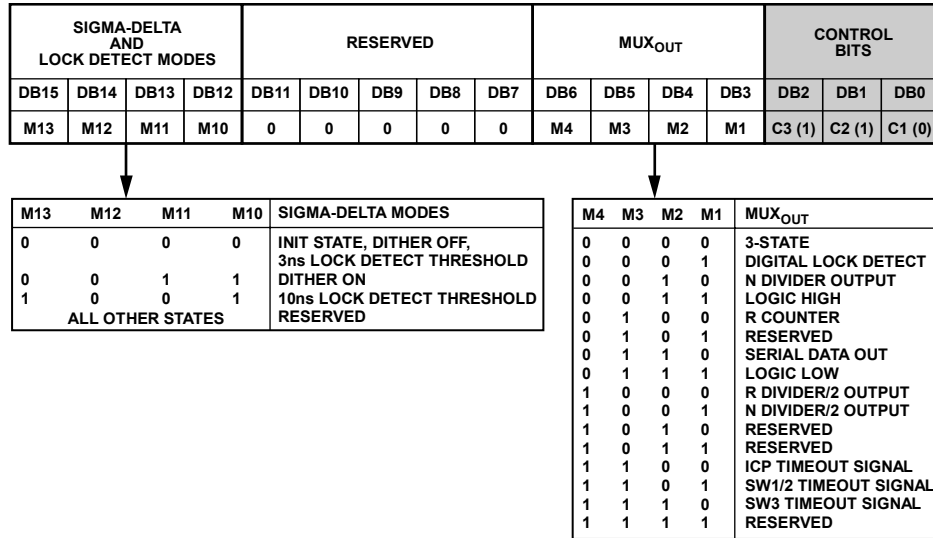 SIGMA-DELTA
AND
LOCK DETECT MODES
RESERVED
MUXOUT
CONTROL
BITS
DB15 DB14 DB13 DB12 DB11 DB10 DB9 DB8 DB7 DB6 DB5 DB4 DB3 DB2 DB1 DB0
M13 M12 M11 M10 0 0 0 0 0 M4 M3 M2 M1 C3 (1) C2 (1) C1 (0)
M13 M12 M11 M10 SIGMA-DELTA MODES
0 0 0 0 INIT STATE, DITHER OFF,
3ns LOCK DETECT THRESHOLD
0 0 1 1 DITHER ON
1 0 0 1 10ns LOCK DETECT THRESHOLD
ALL OTHER STATES RESERVED
M4 M3 M2 M1 MUXOUT
0 0 0 0 3-STATE
0 0 0 1 DIGITAL LOCK DETECT
0 0 1 0 N DIVIDER OUTPUT
0 0 1 1 LOGIC HIGH
0 1 0 0 R COUNTER
0 1 0 1 RESERVED
0 1 1 0 SERIAL DATA OUT
0 1 1 1 LOGIC LOW
1 0 0 0 R DIVIDER/2 OUTPUT
1 0 0 1 N DIVIDER/2 OUTPUT
1 0 1 0 RESERVED
1 0 1 1 RESERVED
1 1 0 0 ICP TIMEOUT SIGNAL
1 1 0 1 SW1/2 TIMEOUT SIGNAL
1 1 1 0 SW3 TIMEOUT SIGNAL
1 1 1 1 RESERVED